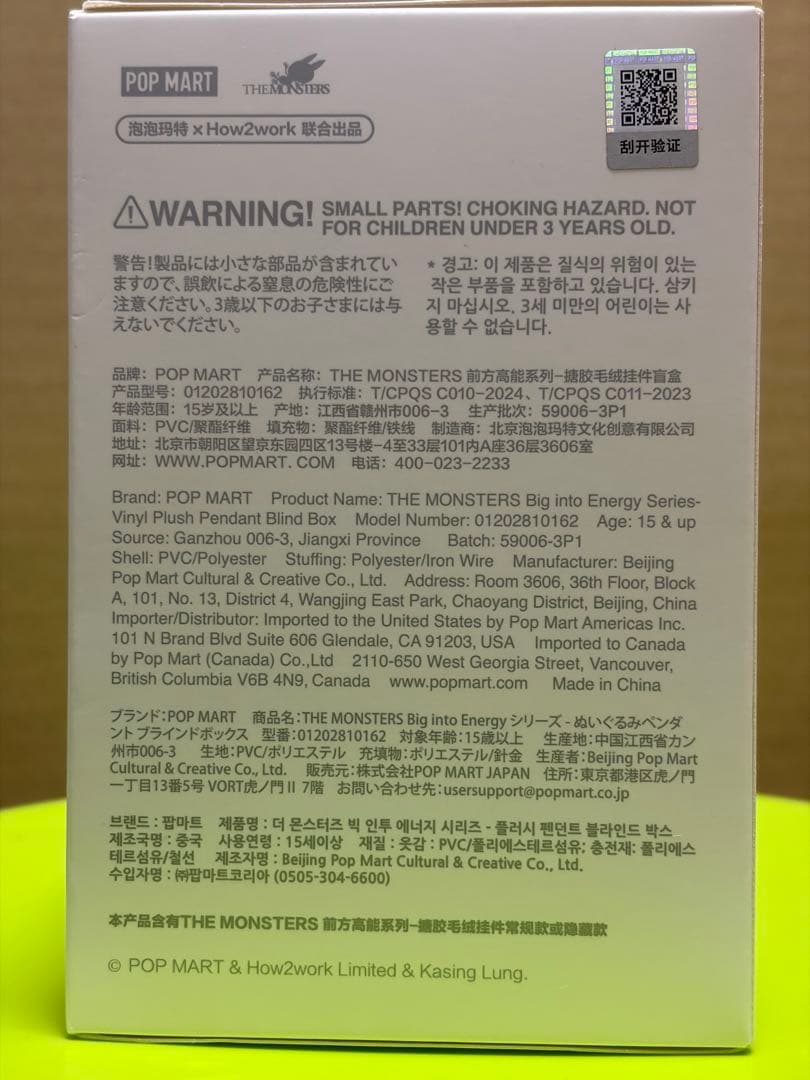 POP MART
THE MONSTERS
泡泡玛特×How2work 联合出品
刮开验证
WARNING! SMALL PARTS! CHOKING HAZARD. NOT
FOR CHILDREN UNDER 3 YEARS OLD.
警告!製品には小さな部品が含まれてい
ますので、誤飲による窒息の危険性にご
注意ください。3歳以下のお子さまには与
えないでください。
* 경고: 이 제품은 질식의 위험이 있는
작은 부품을 포함하고 있습니다. 삼키
지 마십시오. 3세 미만의 어린이는 사
용할 수 없습니다.
品牌：POP MART 产品名称：THE MONSTERS 前方高能系列-搪胶毛绒挂件盲盒
产品型号：01202810162 执行标准：T/CPQS C010-2024、T/CPQS C011-2023
年龄范围：15岁及以上 产地：江西省赣州市006-3 生产批次：59006-3P1
面料：PVC/聚酯纤维 填充物：聚酯纤维/铁线 制造商：北京泡泡玛特文化创意有限公司
地址：北京市朝阳区望京东园四区13号楼-4至33层101内A座36层3606室
网址：WWW.POPMART.COM 电话：400-023-2233
Brand: POP MART Product Name: THE MONSTERS Big into Energy Series-
Vinyl Plush Pendant Blind Box Model Number: 01202810162 Age: 15 & up
Source: Ganzhou 006-3, Jiangxi Province Batch: 59006-3P1
Shell: PVC/Polyester Stuffing: Polyester/Iron Wire Manufacturer: Beijing
Pop Mart Cultural & Creative Co., Ltd. Address: Room 3606, 36th Floor, Block
A, 101, No. 13, District 4, Wangjing East Park, Chaoyang District, Beijing, China
Importer/Distributor: Imported to the United States by Pop Mart Americas Inc.
101 N Brand Blvd Suite 606 Glendale, CA 91203, USA Imported to Canada
by Pop Mart (Canada) Co.,Ltd 2110-650 West Georgia Street, Vancouver,
British Columbia V6B 4N9, Canada www.popmart.com Made in China
ブランド：POP MART 商品名：THE MONSTERS Big into Energy シリーズ - ぬいぐるみペンダ
ント ブラインドボックス 型番：01202810162 対象年齢：15歳以上 生産地：中国江西省カン
州市006-3 生地：PVC/ポリエステル 充填物：ポリエステル/針金 生産者：Beijing Pop Mart
Cultural & Creative Co., Ltd. 販売元：株式会社POP MART JAPAN 住所：東京都港区虎ノ門
一丁目13番5号 VORT虎ノ門Ⅱ 7階 お問い合わせ先：usersupport@popmart.co.jp
브랜드 : 팝마트 제품명 : 더 몬스터즈 빅 인투 에너지 시리즈 - 플러시 펜던트 블라인드 박스
제조국명 : 중국 사용연령 : 15세이상 재질 : 옷감 : PVC/폴리에스테르섬유; 충전재: 폴리에스
테르섬유/철선 제조자명 : Beijing Pop Mart Cultural & Creative Co., Ltd.
수입자명 : ㈜팝마트코리아 (0505-304-6600)
本产品含有THE MONSTERS 前方高能系列-搪胶毛绒挂件常规款或隐藏款
© POP MART & How2work Limited & Kasing Lung.